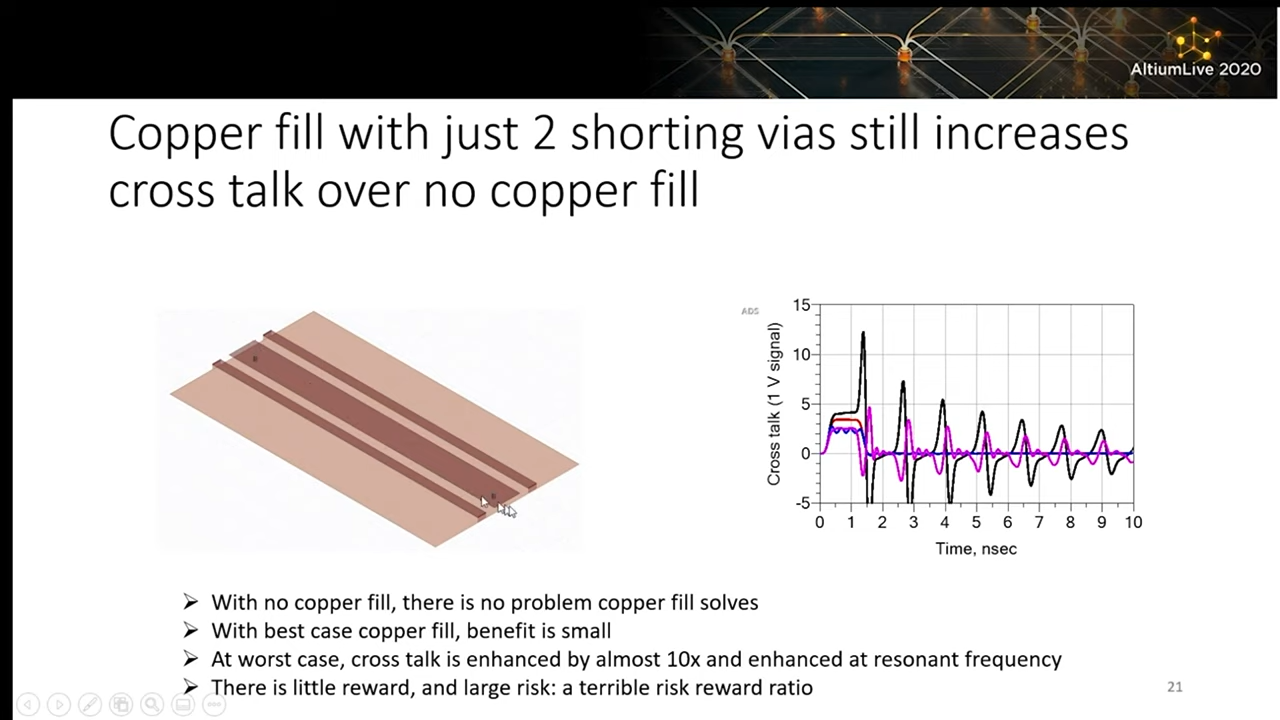 AltiumLive 2020
Copper fill with just 2 shorting vias still increases
cross talk over no copper fill
ADS
Cross talk (1 V signal)
15
10
5
0
-5
0 1 2 3 4 5 6 7 8 9 10
Time, nsec
➢ With no copper fill, there is no problem copper fill solves
➢ With best case copper fill, benefit is small
➢ At worst case, cross talk is enhanced by almost 10x and enhanced at resonant frequency
➢ There is little reward, and large risk: a terrible risk reward ratio
21